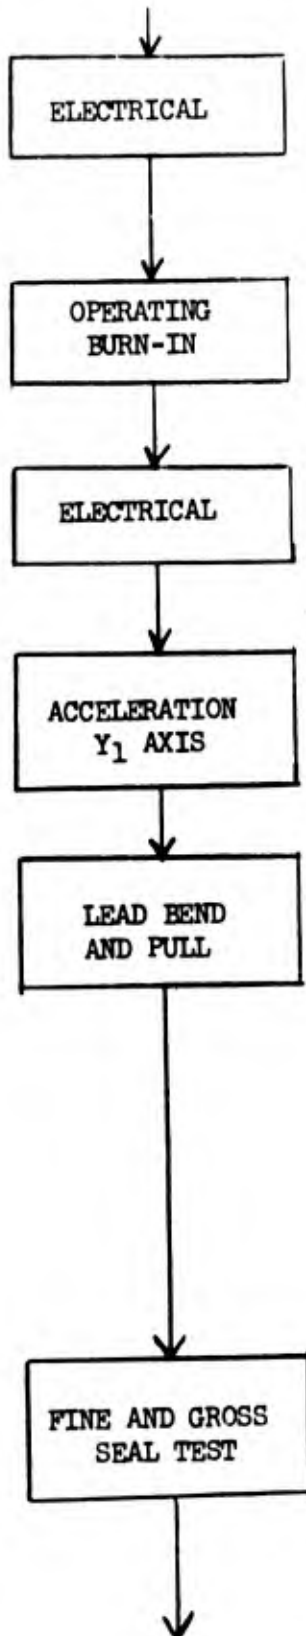 ELECTRICAL
OPERATING
BURN-IN
ELECTRICAL
ACCELERATION
Y1 AXIS
LEAD BEND
AND PULL
FINE AND GROSS
SEAL TEST